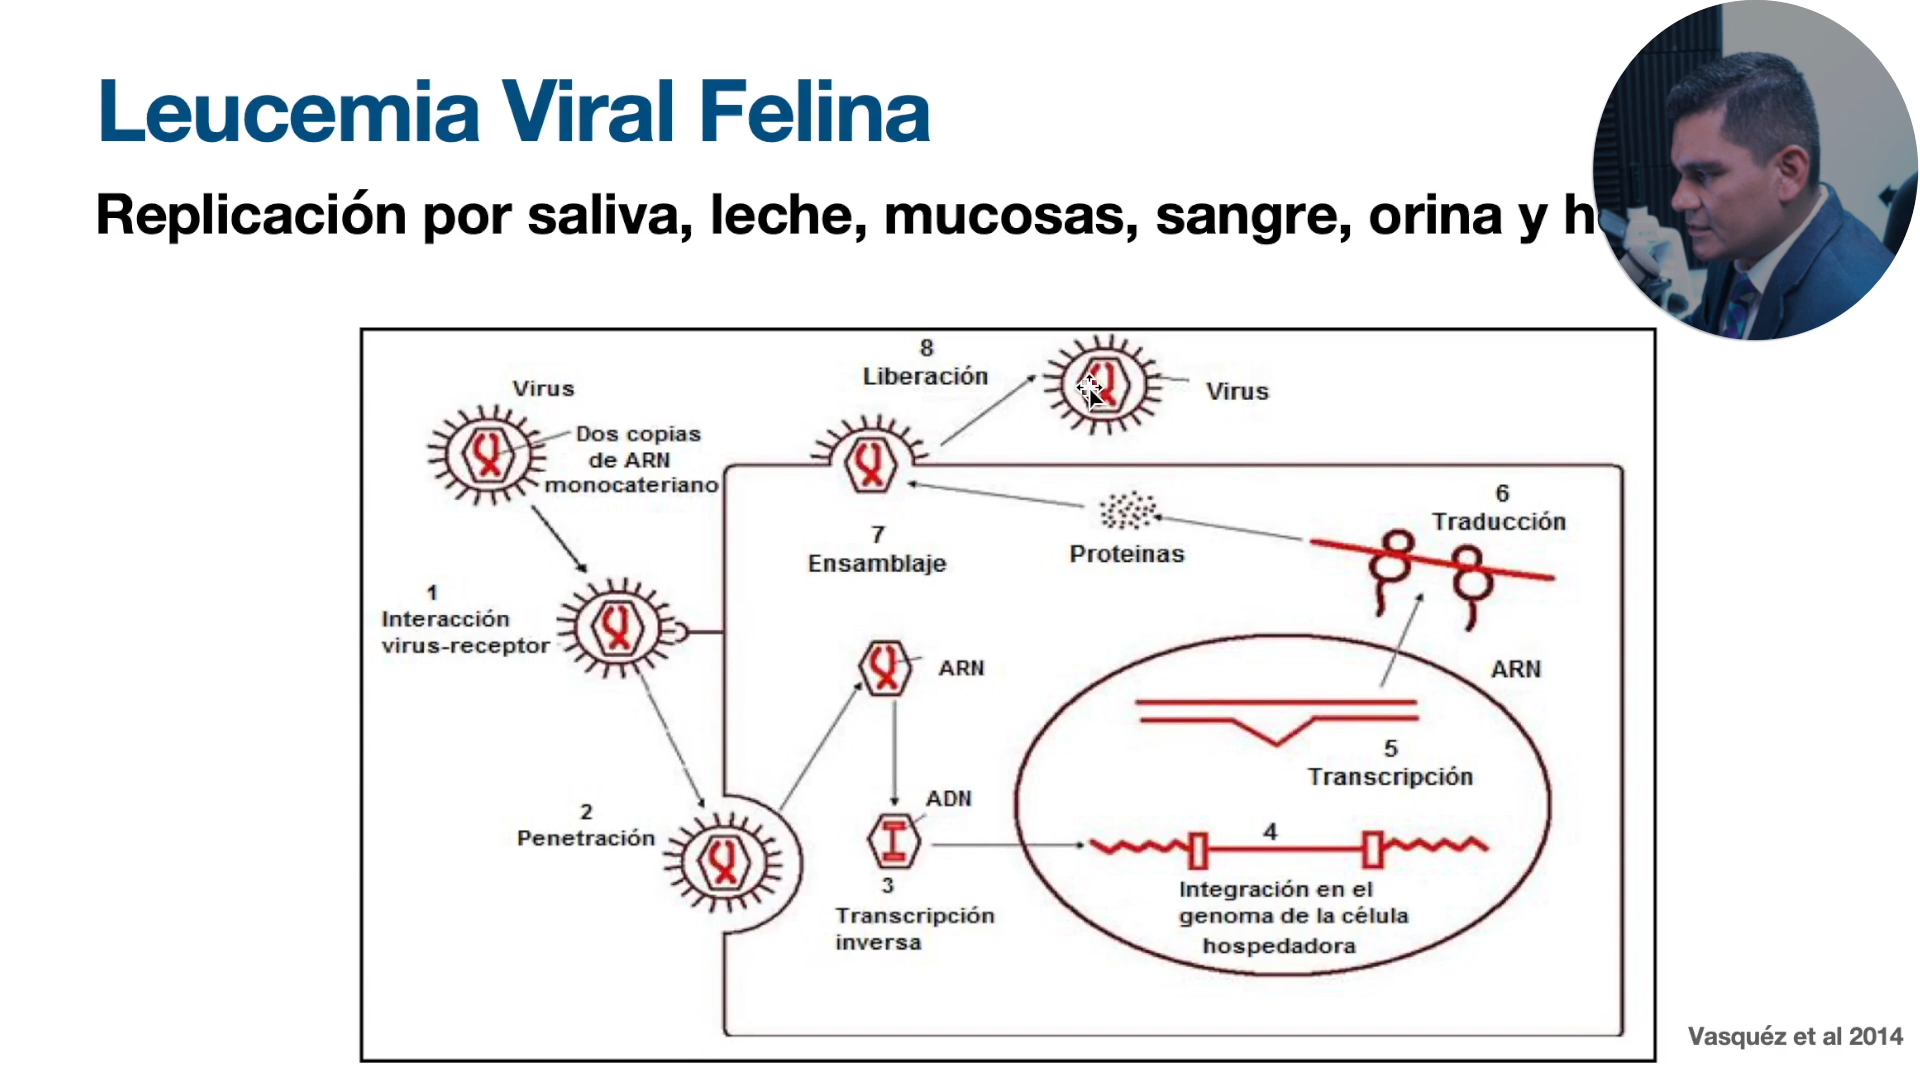 Leucemia Viral Felina
Replicación por saliva, leche, mucosas, sangre, orina y
8
Liberación
Virus
Virus
Dos copias
de ARN
monocateriano
6
Traducción
7
Ensamblaje
Proteinas
1
Interacción
virus-receptor
ARN
ARN
5
Transcripción
2
Penetración
ADN
4
3
Transcripción
inversa
Integración en el
genoma de la célula
hospedadora
Vasquéz et al 2014